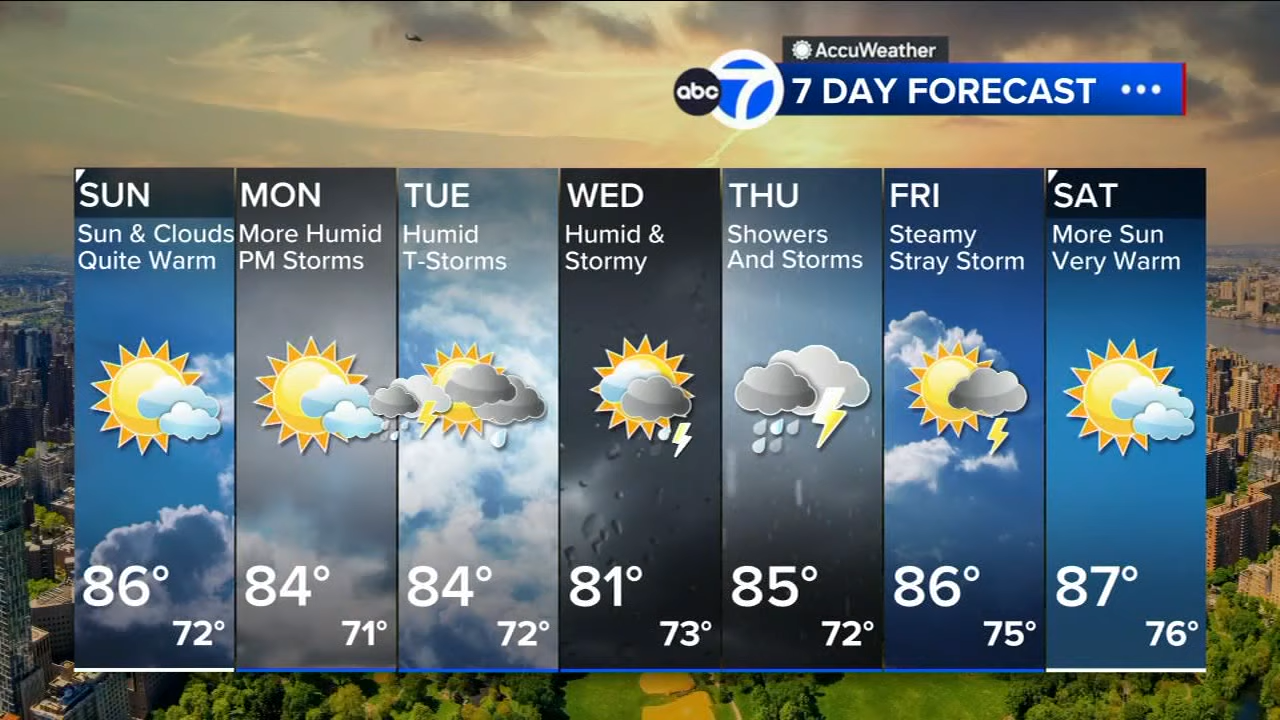 AccuWeather
abc 7 7 DAY FORECAST
SUN
Sun & Clouds
Quite Warm
86°
72°
MON
More Humid
PM Storms
84°
71°
TUE
Humid
T-Storms
84°
72°
WED
Humid &
Stormy
81°
73°
THU
Showers
And Storms
85°
72°
FRI
Steamy
Stray Storm
86°
75°
SAT
More Sun
Very Warm
87°
76°